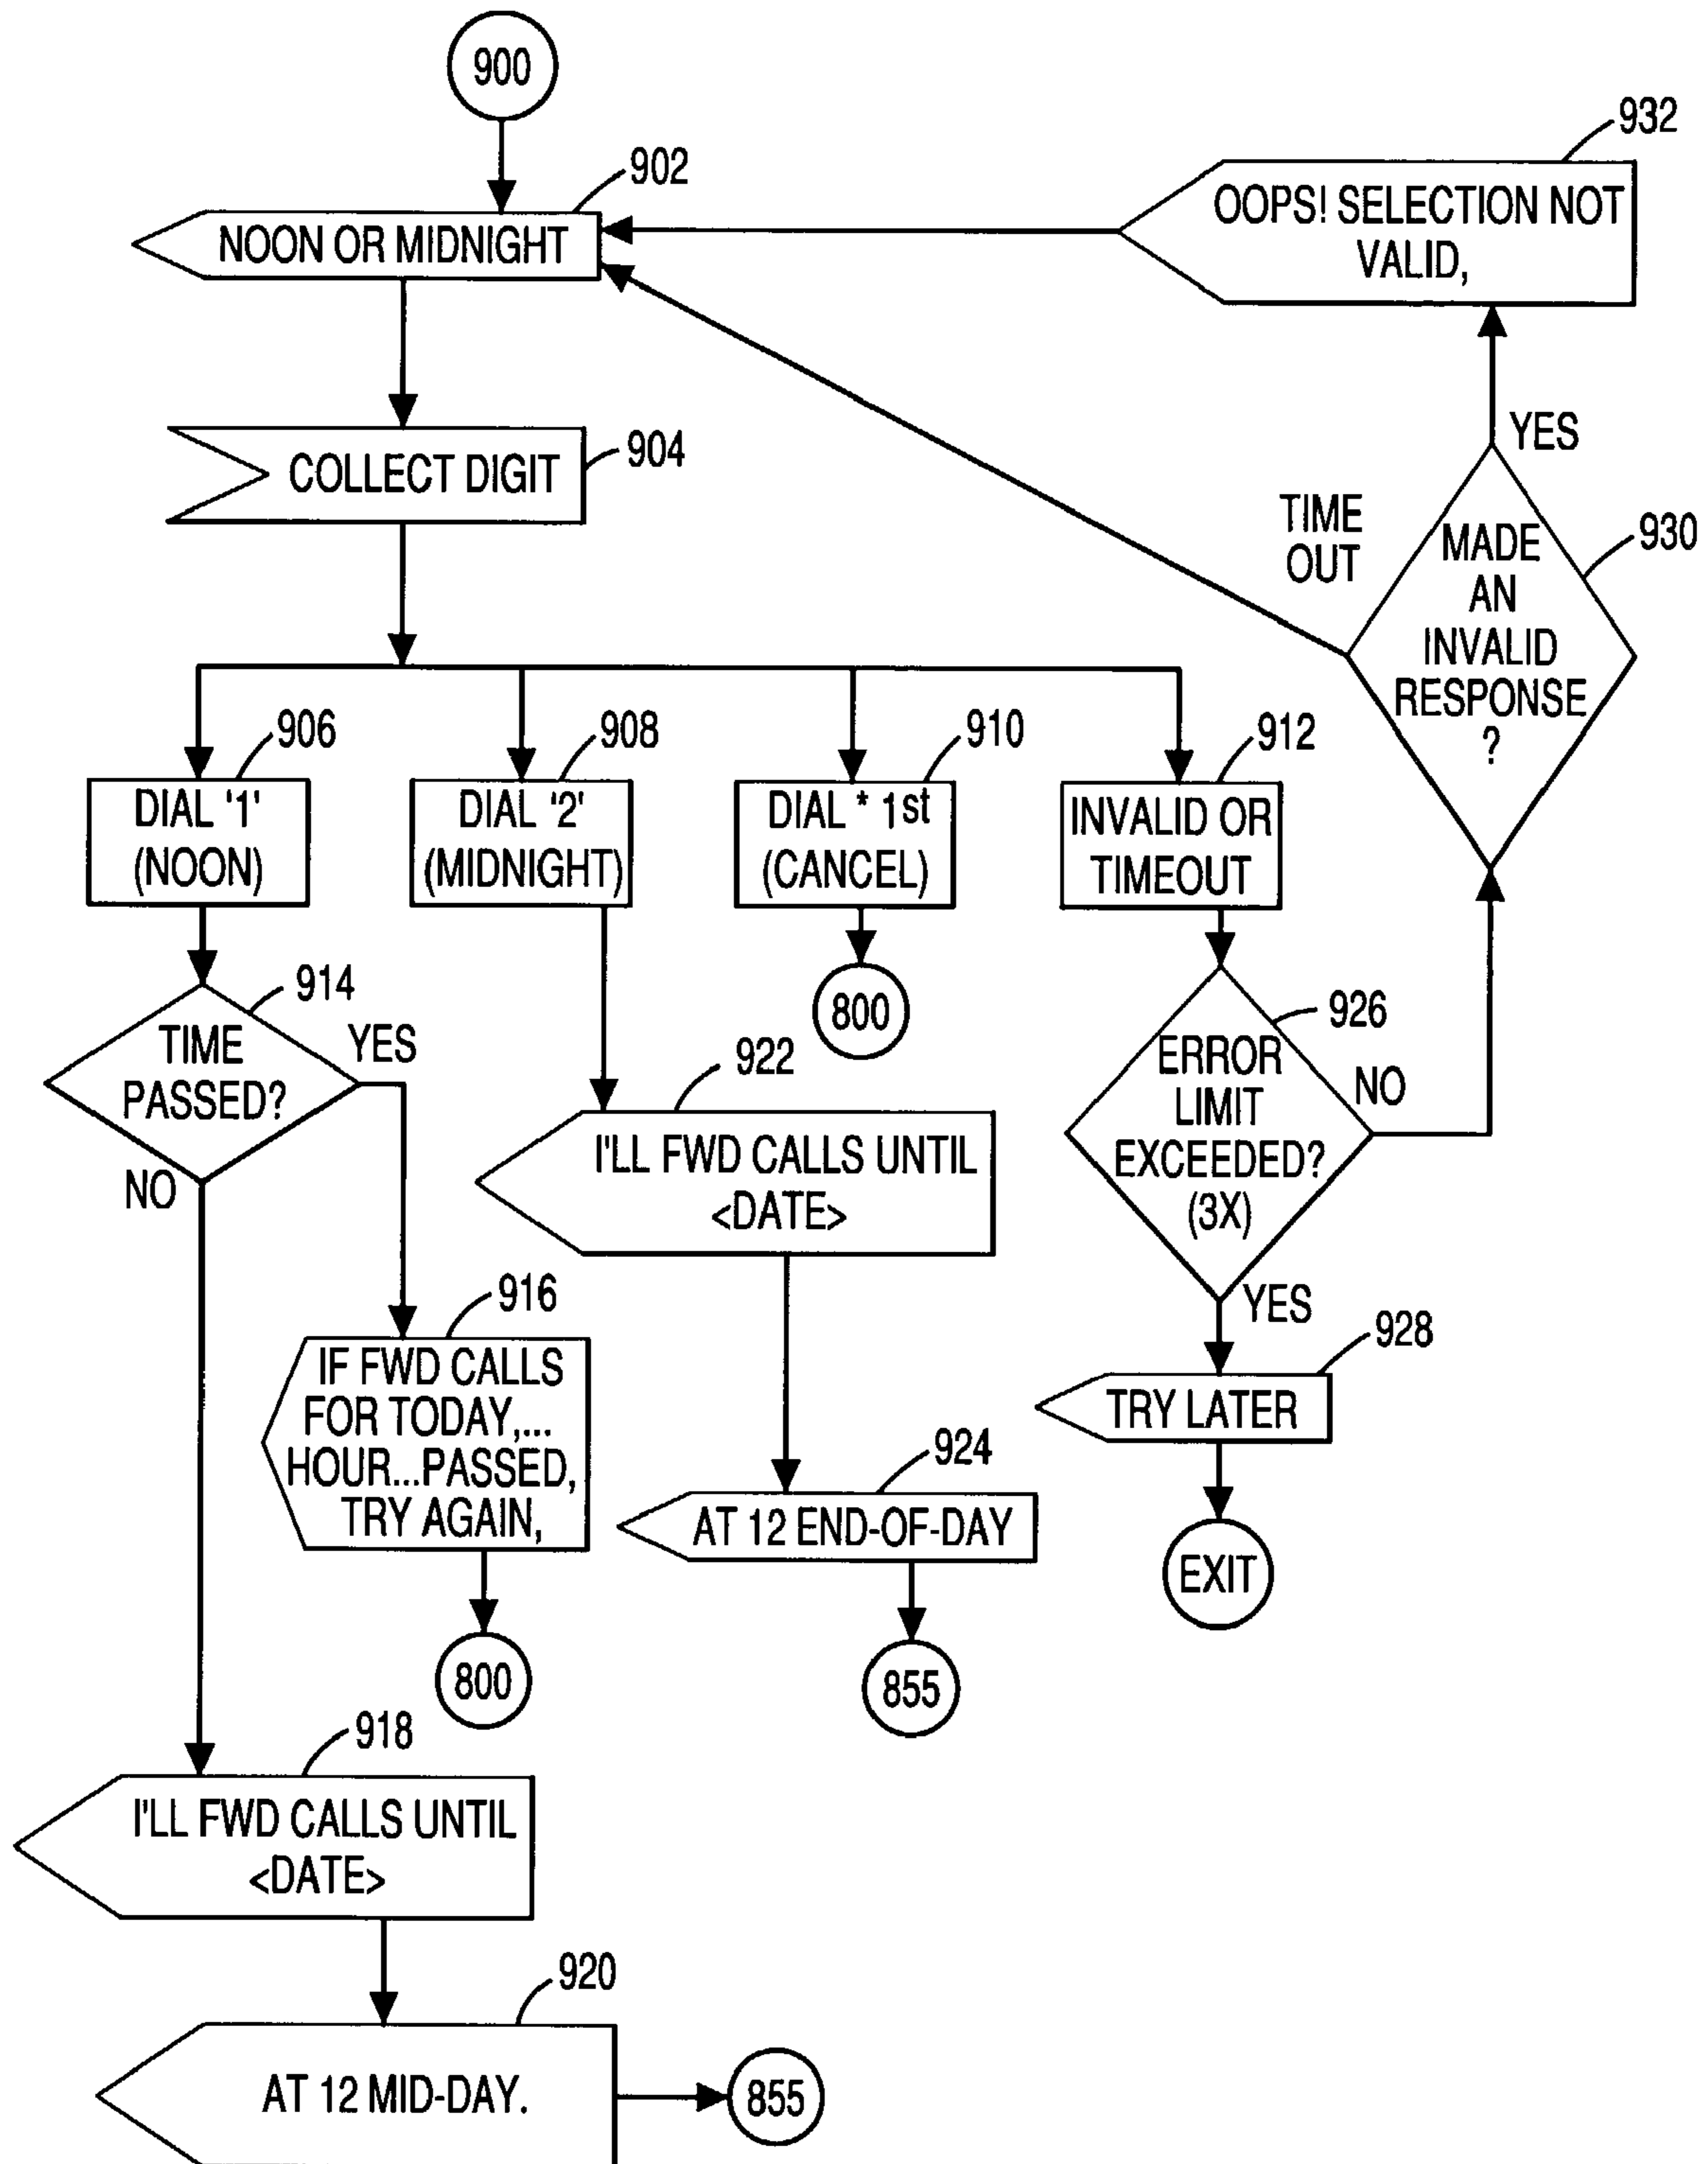 900
902
NOON OR MIDNIGHT
932
OOPS! SELECTION NOT
VALID,
904
COLLECT DIGIT
YES
TIME
OUT
930
MADE
AN
INVALID
RESPONSE
?
906
DIAL '1'
(NOON)
908
DIAL '2'
(MIDNIGHT)
910
DIAL * 1st
(CANCEL)
912
INVALID OR
TIMEOUT
914
TIME
PASSED?
YES
NO
800
922
I'LL FWD CALLS UNTIL
<DATE>
926
ERROR
LIMIT
EXCEEDED?
(3X)
NO
YES
916
IF FWD CALLS
FOR TODAY,...
HOUR...PASSED,
TRY AGAIN,
800
924
AT 12 END-OF-DAY
855
928
TRY LATER
EXIT
918
I'LL FWD CALLS UNTIL
<DATE>
920
AT 12 MID-DAY.
855